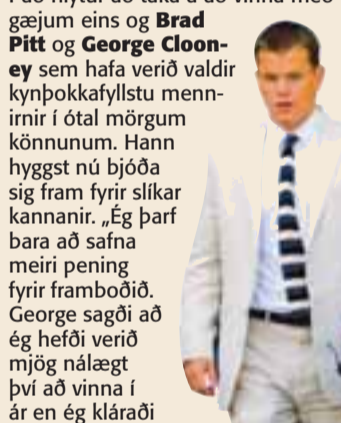 gæjum eins og Brad
Pitt og George Cloon-
ey sem hafa verið valdir
kynþokkafyllstu menn-
irnir í ótal mörgum
könnunum. Hann
hyggst nú bjóða
sig fram fyrir slíkar
kannanir. „Ég þarf
bara að safna
meiri pening
fyrir framboðið.
George sagði að
ég hefði verið
mjög nálægt
því að vinna í
ár en ég kláraði